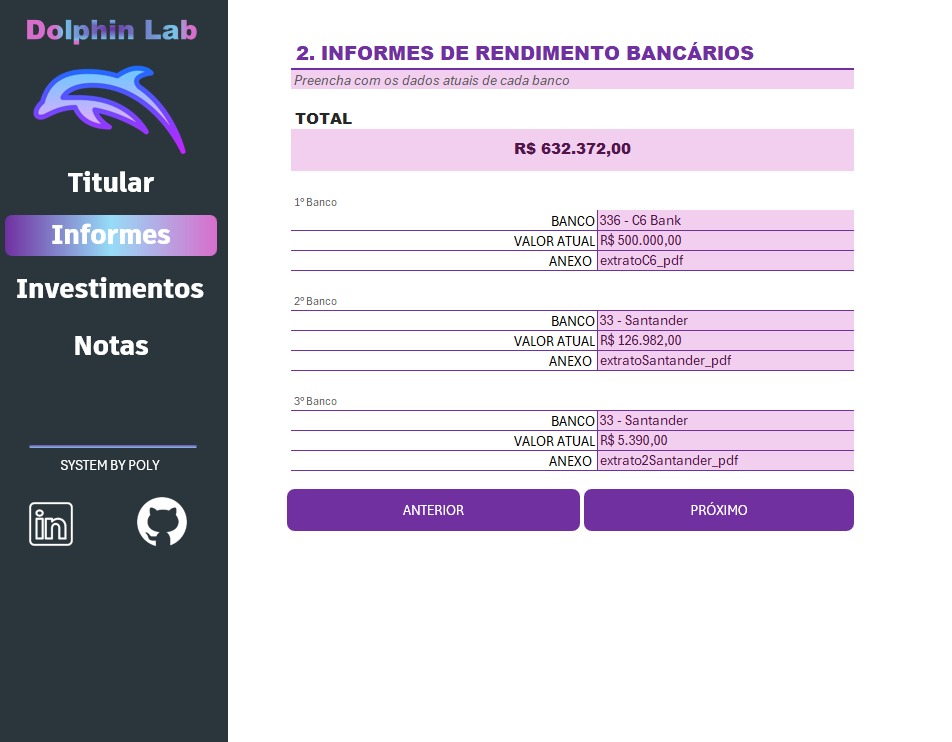 Dolphin Lab
Titular
Informes
Investimentos
Notas
SYSTEM BY POLY
in
2. INFORMES DE RENDIMENTO BANCÁRIOS
Preencha com os dados atuais de cada banco
TOTAL
R$ 632.372,00
1º Banco
BANCO 336 - C6 Bank
VALOR ATUAL R$ 500.000,00
ANEXO extratoC6_pdf
2º Banco
BANCO 33 - Santander
VALOR ATUAL R$ 126.982,00
ANEXO extratoSantander_pdf
3º Banco
BANCO 33 - Santander
VALOR ATUAL R$ 5.390,00
ANEXO extrato2Santander_pdf
ANTERIOR PRÓXIMO